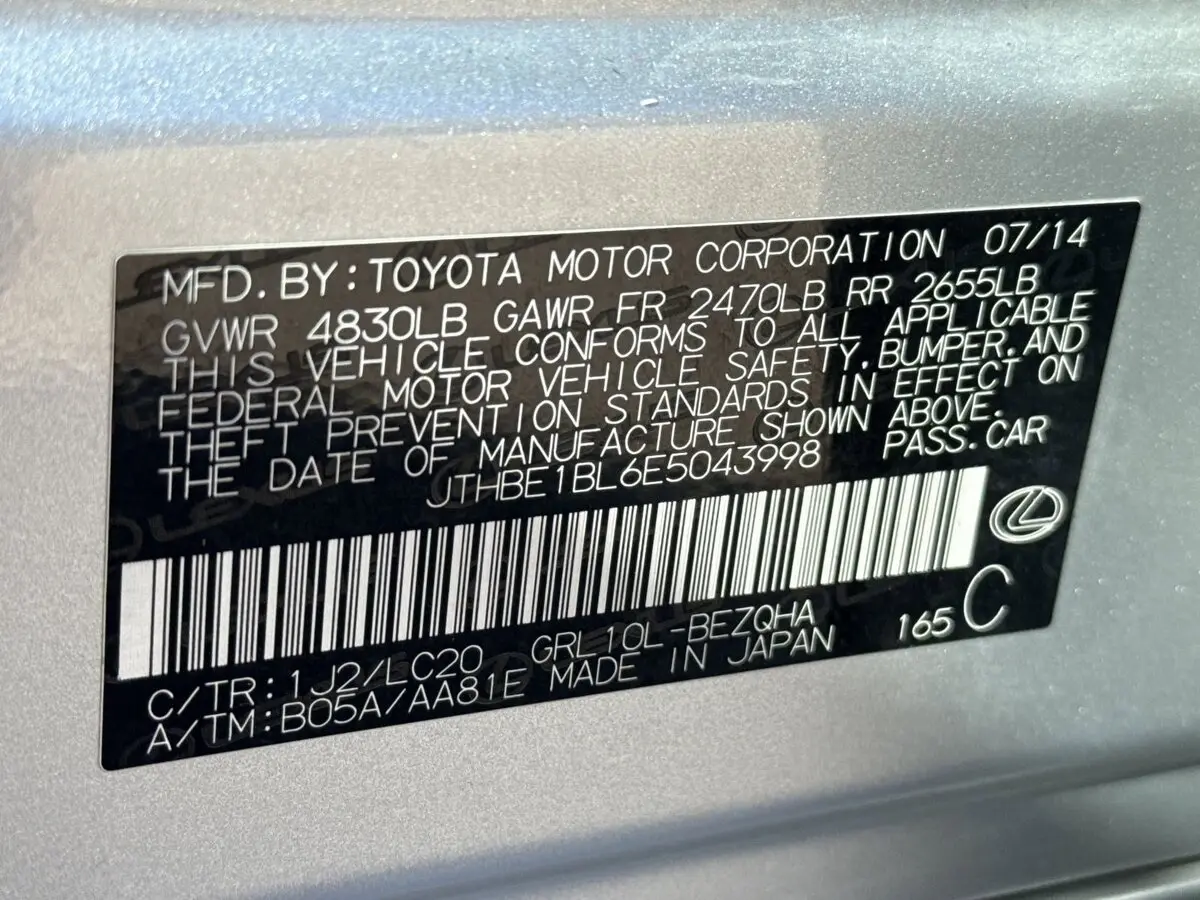 MFD. BY: TOYOTA MOTOR CORPORATION 07/14
GVWR 4830LB GAWR FR 2470LB RR 2655LB
THIS VEHICLE CONFORMS TO ALL APPLICABLE
FEDERAL MOTOR VEHICLE SAFETY, BUMPER, AND
THEFT PREVENTION STANDARDS IN EFFECT ON
THE DATE OF MANUFACTURE SHOWN ABOVE.
JTHBE1BL6E5043998 PASS. CAR
165 C
C/TR: 1J2/LC20 GRL10L-BEZQHA
A/TM: B05A/AA81E MADE IN JAPAN